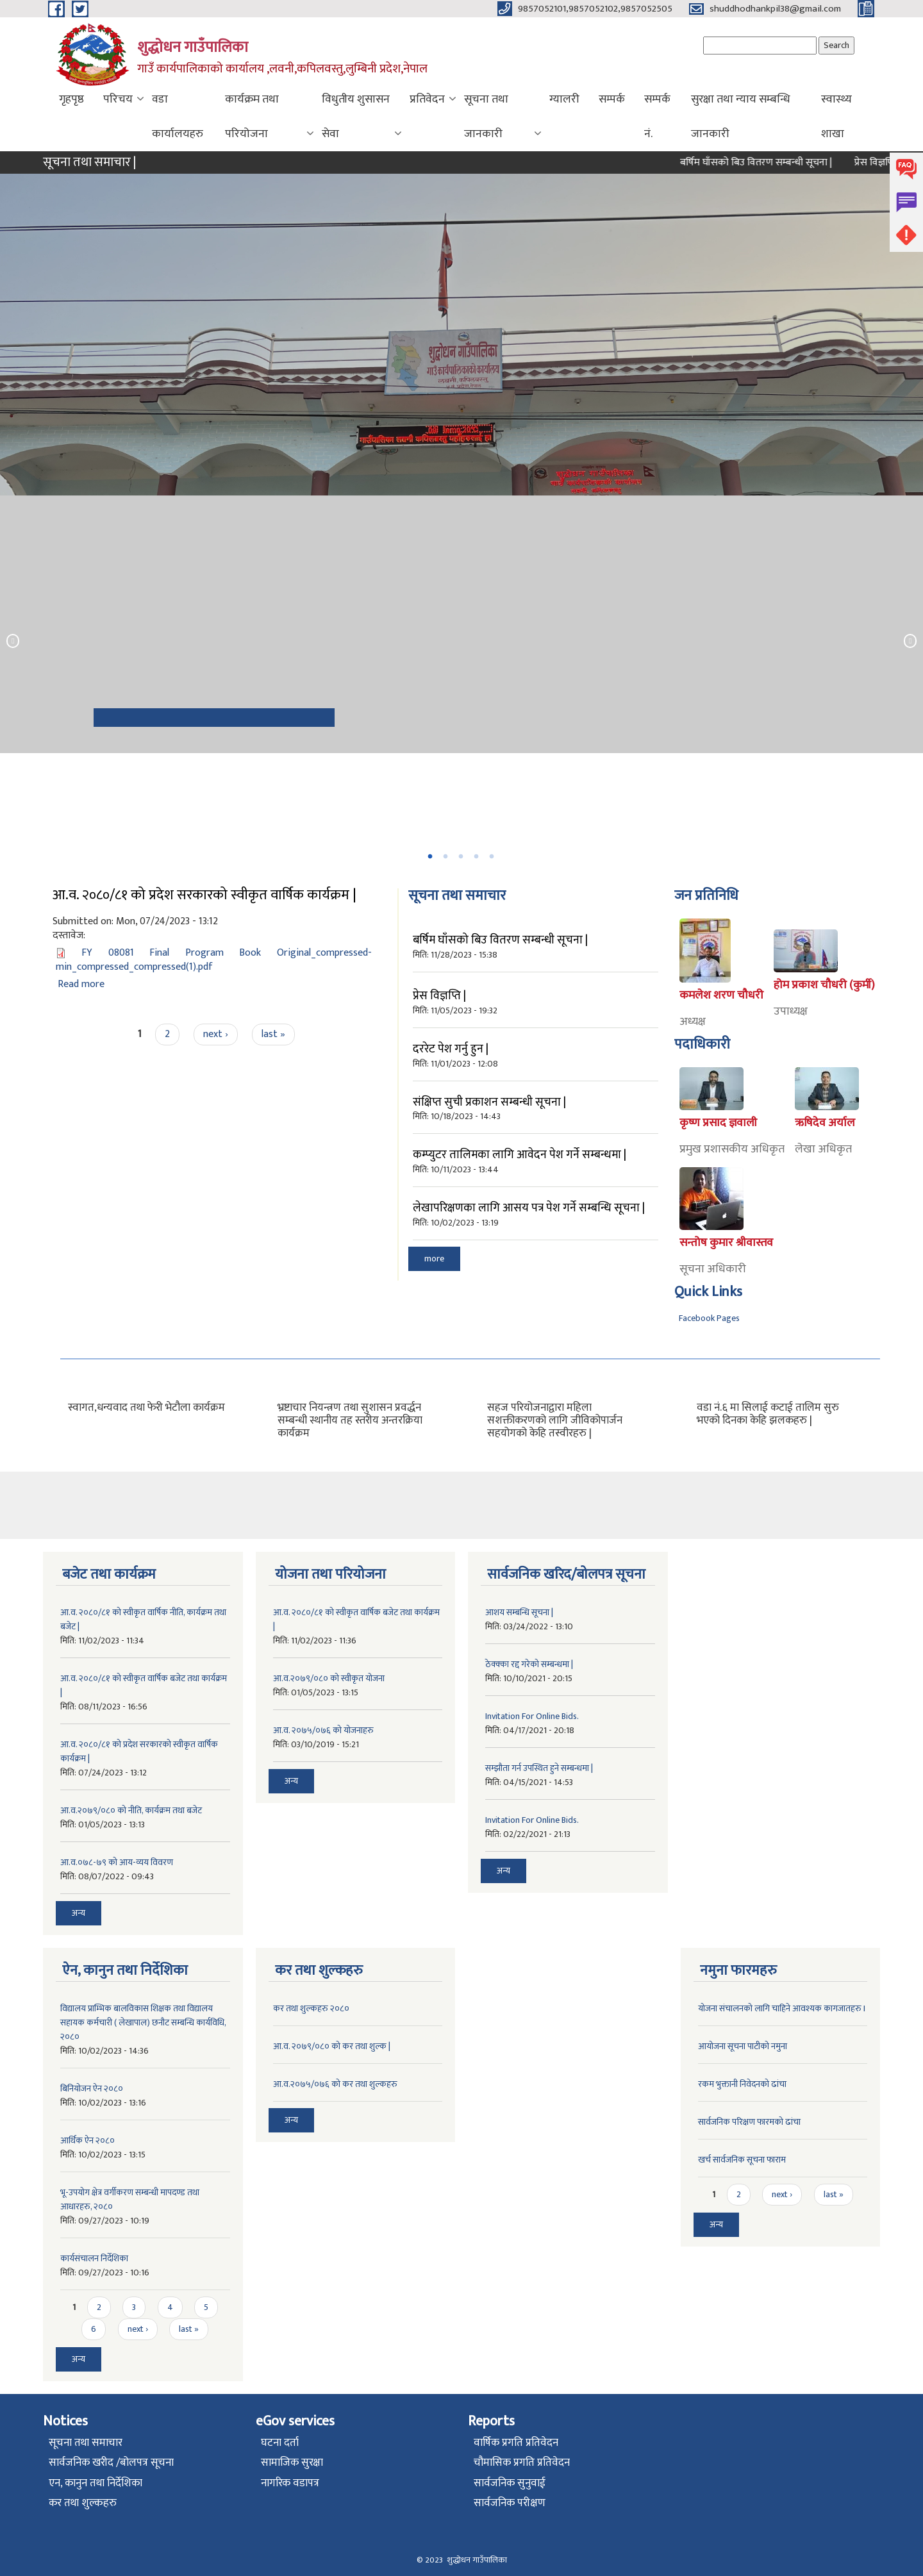 9857052101,9857052102,9857052505
shuddhodhankpil38@gmail.com
शुद्धोधन गाउँपालिका
गाउँ कार्यपालिकाको कार्यालय ,लवनी,कपिलवस्तु,लुम्बिनी प्रदेश,नेपाल
Search
गृहपृष्ठ
परिचय
वडा कार्यालयहरु
कार्यक्रम तथा परियोजना
विधुतीय शुसासन सेवा
प्रतिवेदन
सूचना तथा जानकारी
ग्यालरी
सम्पर्क
सम्पर्क नं.
सुरक्षा तथा न्याय सम्बन्धि जानकारी
स्वास्थ्य शाखा
सूचना तथा समाचार |
बर्षिम घाँसको बिउ वितरण सम्बन्धी सूचना |
प्रेस विज्ञप्ति
FAQ
शुद्धोधन गाउँपालिका
गाउँ कार्यपालिकाको कार्यालय
आ.व. २०८०/८१ को प्रदेश सरकारको स्वीकृत वार्षिक कार्यक्रम |
Submitted on: Mon, 07/24/2023 - 13:12
दस्तावेज:
FY 08081 Final Program Book Original_compressed-
min_compressed_compressed(1).pdf
Read more
1 2 next › last »
सूचना तथा समाचार
बर्षिम घाँसको बिउ वितरण सम्बन्धी सूचना |
मिति: 11/28/2023 - 15:38
प्रेस विज्ञप्ति |
मिति: 11/05/2023 - 19:32
दररेट पेश गर्नु हुन |
मिति: 11/01/2023 - 12:08
संक्षिप्त सुची प्रकाशन सम्बन्धी सूचना |
मिति: 10/18/2023 - 14:43
कम्प्युटर तालिमका लागि आवेदन पेश गर्ने सम्बन्धमा |
मिति: 10/11/2023 - 13:44
लेखापरिक्षणका लागि आसय पत्र पेश गर्ने सम्बन्धि सूचना |
मिति: 10/02/2023 - 13:19
more
जन प्रतिनिधि
कमलेश शरण चौधरी
अध्यक्ष
होम प्रकाश चौधरी (कुर्मी)
उपाध्यक्ष
पदाधिकारी
कृष्ण प्रसाद ज्ञवाली
प्रमुख प्रशासकीय अधिकृत
ऋषिदेव अर्याल
लेखा अधिकृत
सन्तोष कुमार श्रीवास्तव
सूचना अधिकारी
Quick Links
Facebook Pages
स्वागत,धन्यवाद तथा फेरी भेटौला कार्यक्रम
भ्रष्टाचार नियन्त्रण तथा सुशासन प्रवर्द्धन
सम्बन्धी स्थानीय तह स्तरीय अन्तरक्रिया
कार्यक्रम
सहज परियोजनाद्वारा महिला
सशक्तीकरणको लागि जीविकोपार्जन
सहयोगको केहि तस्वीरहरु |
वडा नं.६ मा सिलाई कटाई तालिम सुरु
भएको दिनका केहि झलकहरु |
बजेट तथा कार्यक्रम
आ.व. २०८०/८१ को स्वीकृत वार्षिक नीति, कार्यक्रम तथा
बजेट |
मिति: 11/02/2023 - 11:34
आ.व. २०८०/८१ को स्वीकृत वार्षिक बजेट तथा कार्यक्रम
|
मिति: 08/11/2023 - 16:56
आ.व. २०८०/८१ को प्रदेश सरकारको स्वीकृत वार्षिक
कार्यक्रम |
मिति: 07/24/2023 - 13:12
आ.व.२०७९/०८० को नीति, कार्यक्रम तथा बजेट
मिति: 01/05/2023 - 13:13
आ.व.०७८-७९ को आय-व्यय विवरण
मिति: 08/07/2022 - 09:43
अन्य
योजना तथा परियोजना
आ.व. २०८०/८१ को स्वीकृत वार्षिक बजेट तथा कार्यक्रम
|
मिति: 11/02/2023 - 11:36
आ.व.२०७९/०८० को स्वीकृत योजना
मिति: 01/05/2023 - 13:15
आ.व. २०७५/०७६ को योजनाहरु
मिति: 03/10/2019 - 15:21
अन्य
सार्वजनिक खरिद/बोलपत्र सूचना
आशय सम्बन्धि सूचना |
मिति: 03/24/2022 - 13:10
ठेक्क्का रद्द गरेको सम्बन्धमा |
मिति: 10/10/2021 - 20:15
Invitation For Online Bids.
मिति: 04/17/2021 - 20:18
सम्झौता गर्न उपस्थित हुने सम्बन्धमा |
मिति: 04/15/2021 - 14:53
Invitation For Online Bids.
मिति: 02/22/2021 - 21:13
अन्य
ऐन, कानुन तथा निर्देशिका
विद्यालय प्राम्भिक बालविकास शिक्षक तथा विद्यालय
सहायक कर्मचारी ( लेखापाल) छनौट सम्बन्धि कार्यविधि,
२०८०
मिति: 10/02/2023 - 14:36
बिनियोजन ऐन २०८०
मिति: 10/02/2023 - 13:16
आर्थिक ऐन २०८०
मिति: 10/02/2023 - 13:15
भू-उपयोग क्षेत्र वर्गीकरण सम्बन्धी मापदण्ड तथा
आधारहरु, २०८०
मिति: 09/27/2023 - 10:19
कार्यसंचालन निर्देशिका
मिति: 09/27/2023 - 10:16
1 2 3 4 5
6 next › last »
अन्य
कर तथा शुल्कहरु
कर तथा शुल्कहरु २०८०
आ.व. २०७९/०८० को कर तथा शुल्क |
आ.व.२०७५/०७६ को कर तथा शुल्कहरु
अन्य
नमुना फारमहरु
योजना संचालनको लागि चाहिने आवश्यक कागजातहरु ।
आयोजना सूचना पाटीको नमुना
रकम भुक्तानी निवेदनको ढांचा
सार्वजनिक परिक्षण फारमको ढांचा
खर्च सार्वजनिक सूचना फाराम
1 2 next › last »
अन्य
Notices
सूचना तथा समाचार
सार्वजनिक खरीद /बोलपत्र सूचना
एन, कानुन तथा निर्देशिका
कर तथा शुल्कहरु
eGov services
घटना दर्ता
सामाजिक सुरक्षा
नागरिक वडापत्र
Reports
वार्षिक प्रगति प्रतिवेदन
चौमासिक प्रगति प्रतिवेदन
सार्वजनिक सुनुवाई
सार्वजनिक परीक्षण
© 2023 शुद्धोधन गाउँपालिका